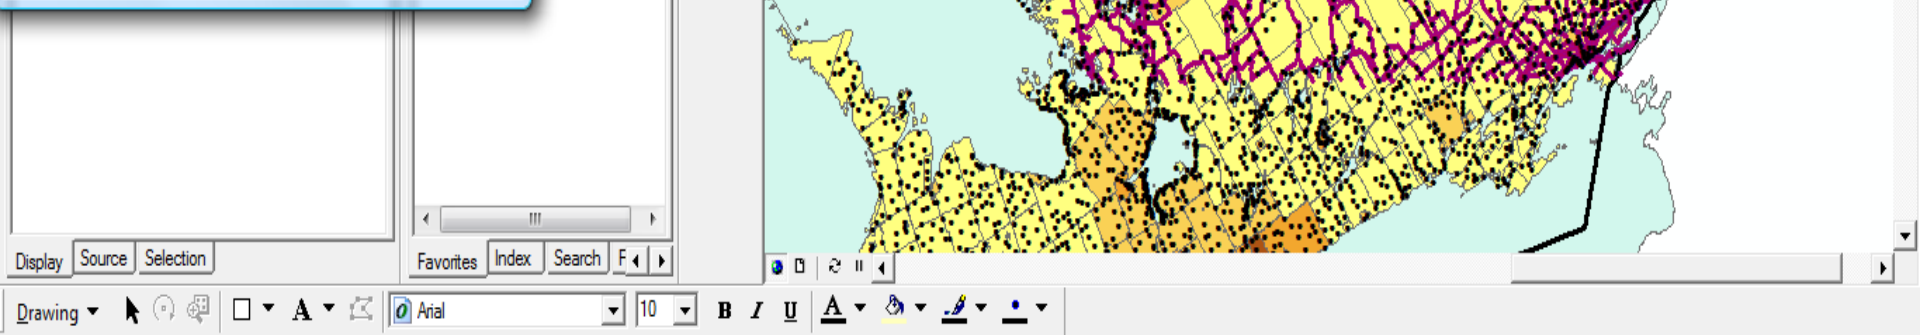 Display Source Selection
Favorites Index Search F
Drawing A Arial 10 B I U A